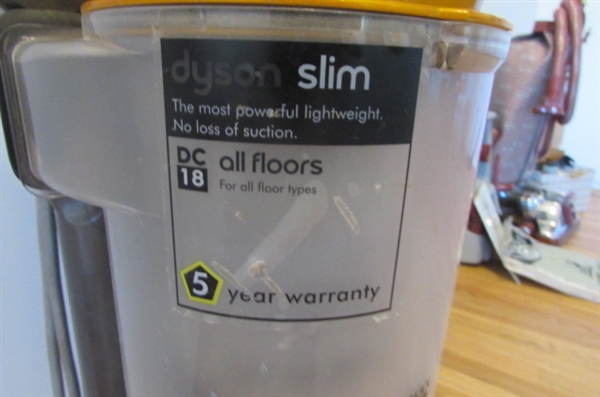 dyson slim
The most powerful lightweight.
No loss of suction.
DC
18
all floors
For all floor types
5
year warranty